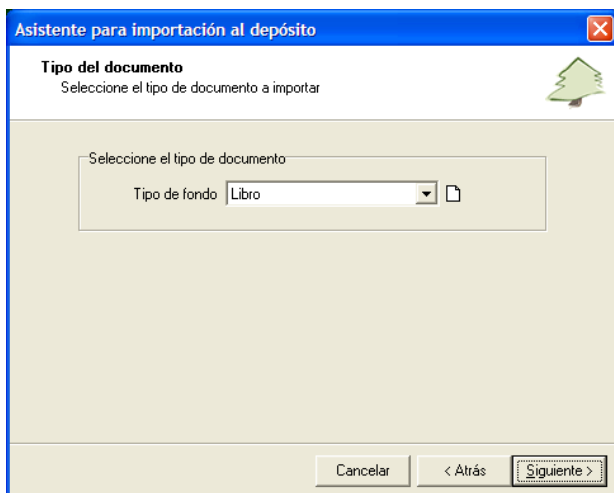 Asistente para importación al depósito
Tipo del documento
Seleccione el tipo de documento a importar
Seleccione el tipo de documento
Tipo de fondo Libro
Cancelar < Atrás Siguiente >